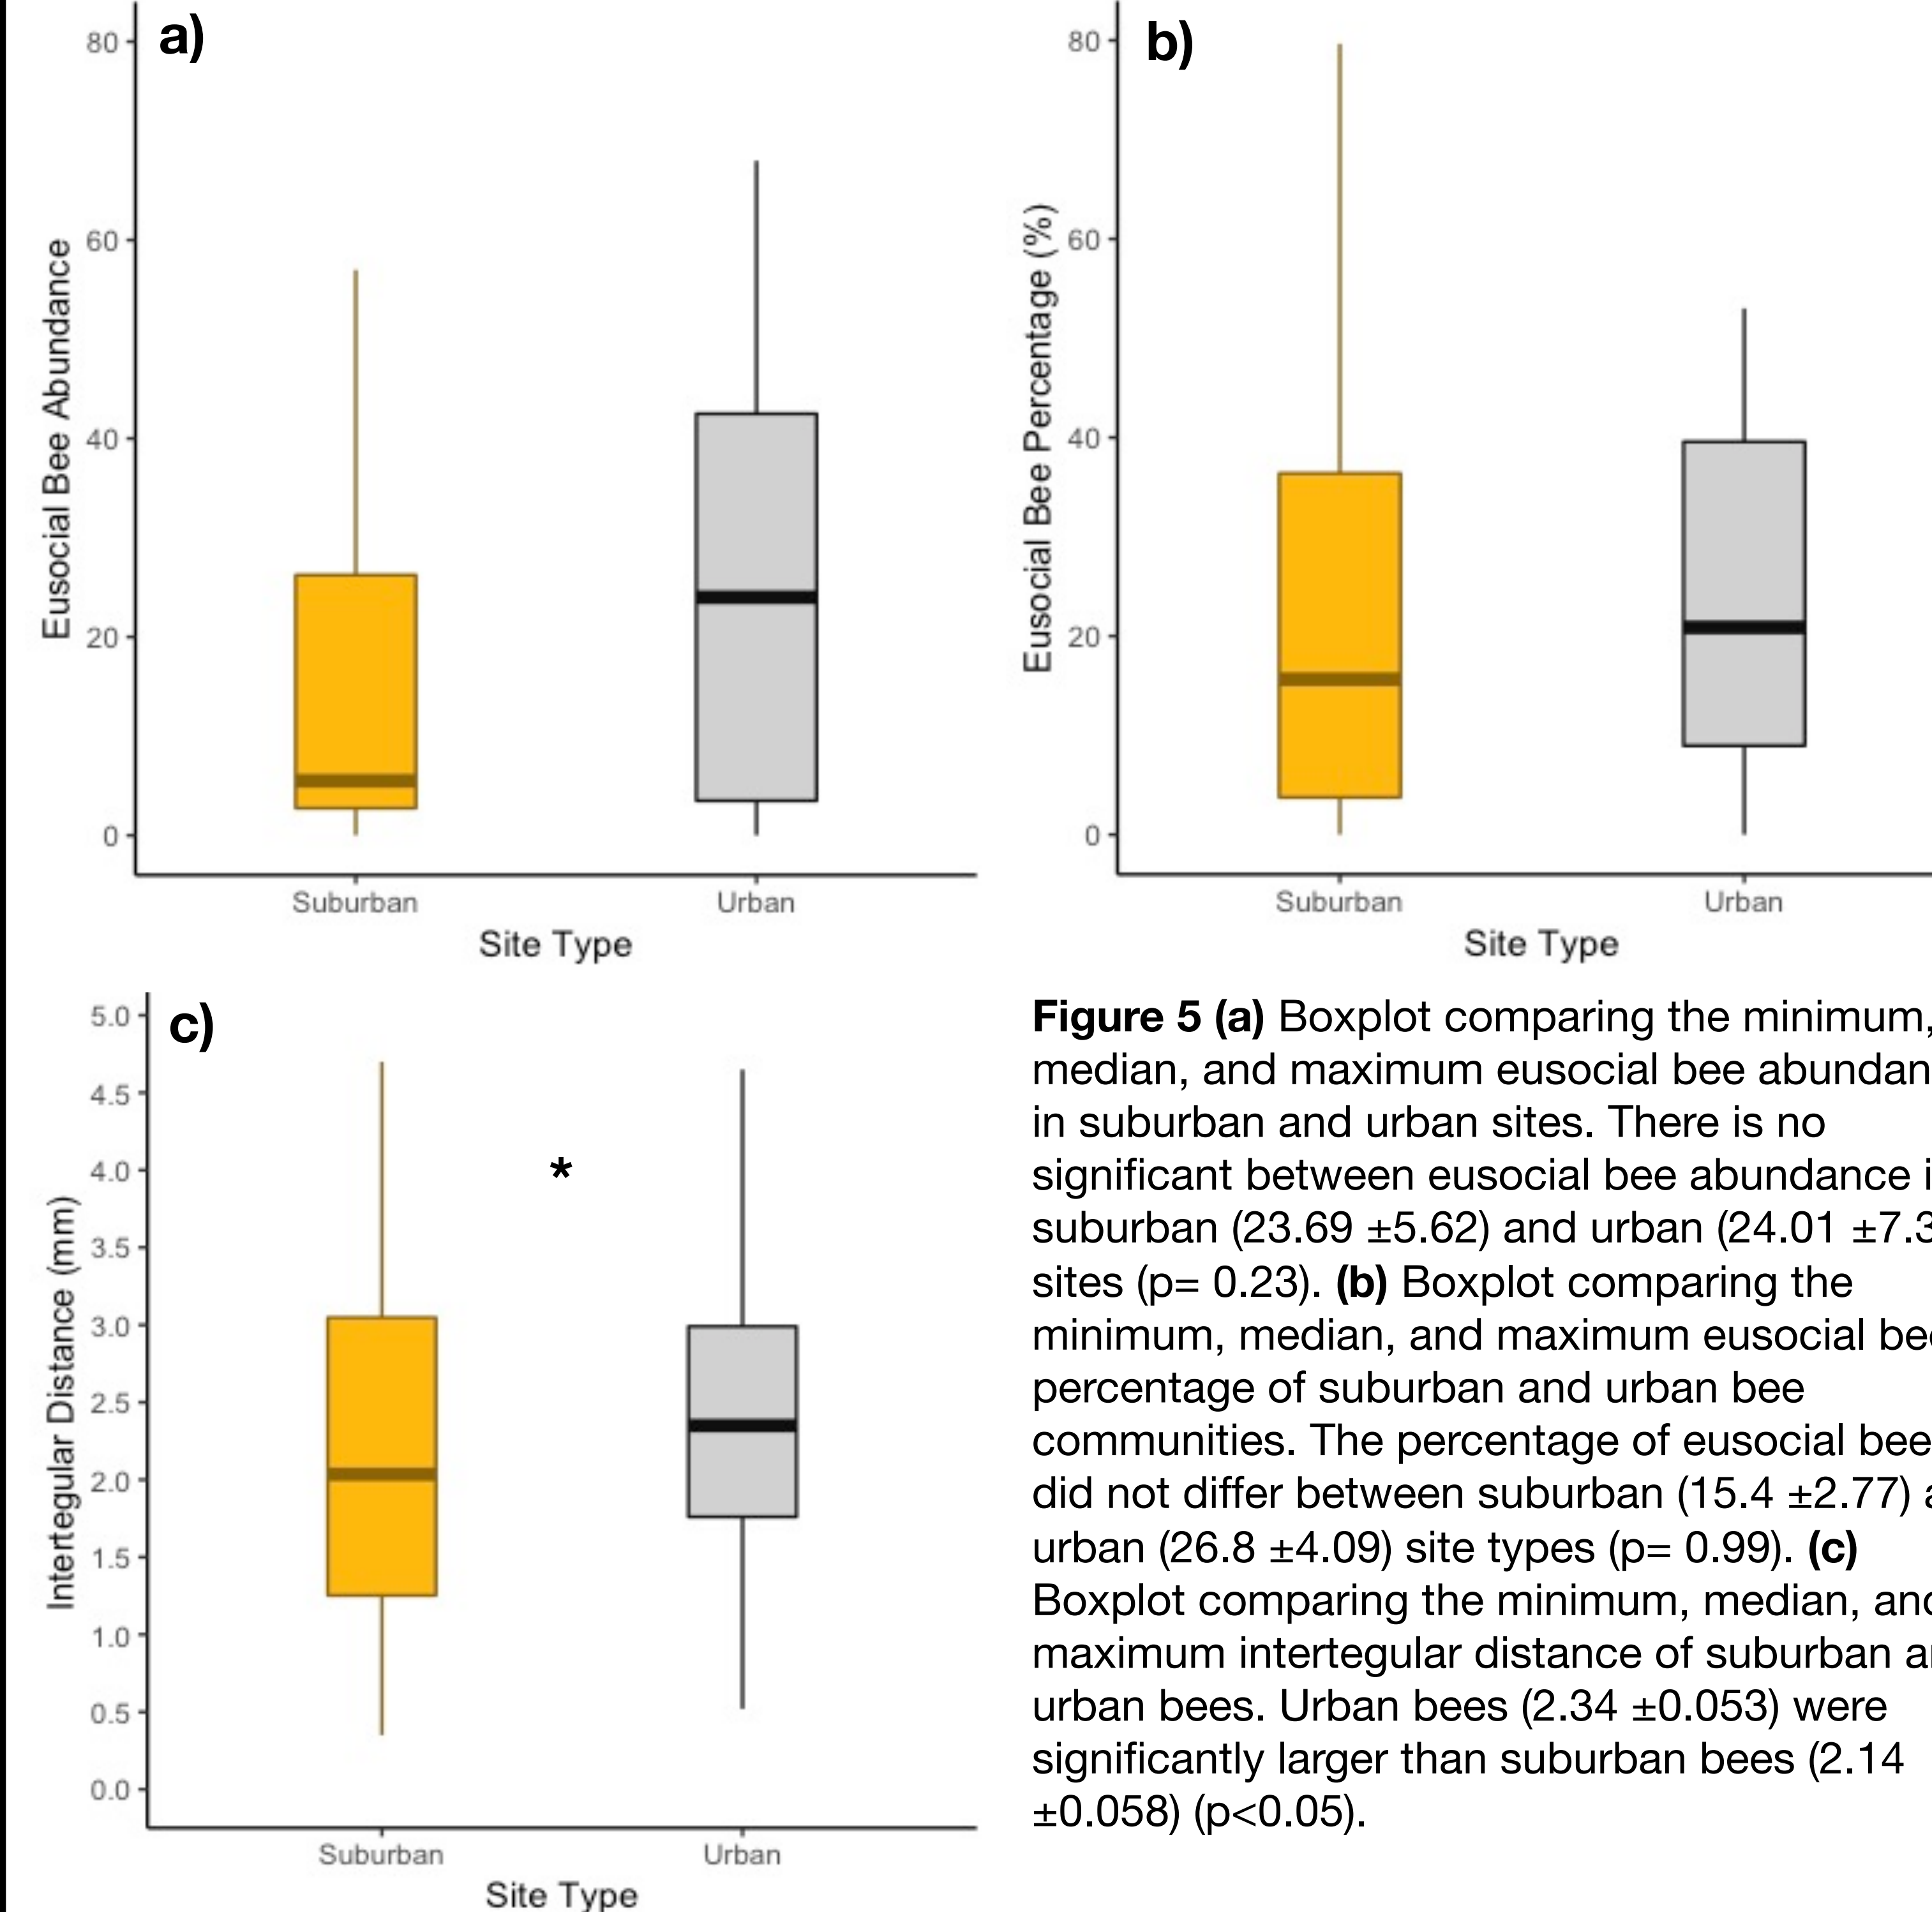 a)
80
60
40
20
0
Eusocial Bee Abundance
Suburban Urban
Site Type
b)
80
60
40
20
0
Eusocial Bee Percentage (%)
Suburban Urban
Site Type
c)
5.0
4.5
4.0
3.5
3.0
2.5
2.0
1.5
1.0
0.5
0.0
*
Intertegular Distance (mm)
Suburban Urban
Site Type
Figure 5 (a) Boxplot comparing the minimum,
median, and maximum eusocial bee abundan
in suburban and urban sites. There is no
significant between eusocial bee abundance i
suburban (23.69 ±5.62) and urban (24.01 ±7.3
sites (p= 0.23). (b) Boxplot comparing the
minimum, median, and maximum eusocial bee
percentage of suburban and urban bee
communities. The percentage of eusocial bee
did not differ between suburban (15.4 ±2.77) a
urban (26.8 ±4.09) site types (p= 0.99). (c)
Boxplot comparing the minimum, median, and
maximum intertegular distance of suburban a
urban bees. Urban bees (2.34 ±0.053) were
significantly larger than suburban bees (2.14
±0.058) (p<0.05).